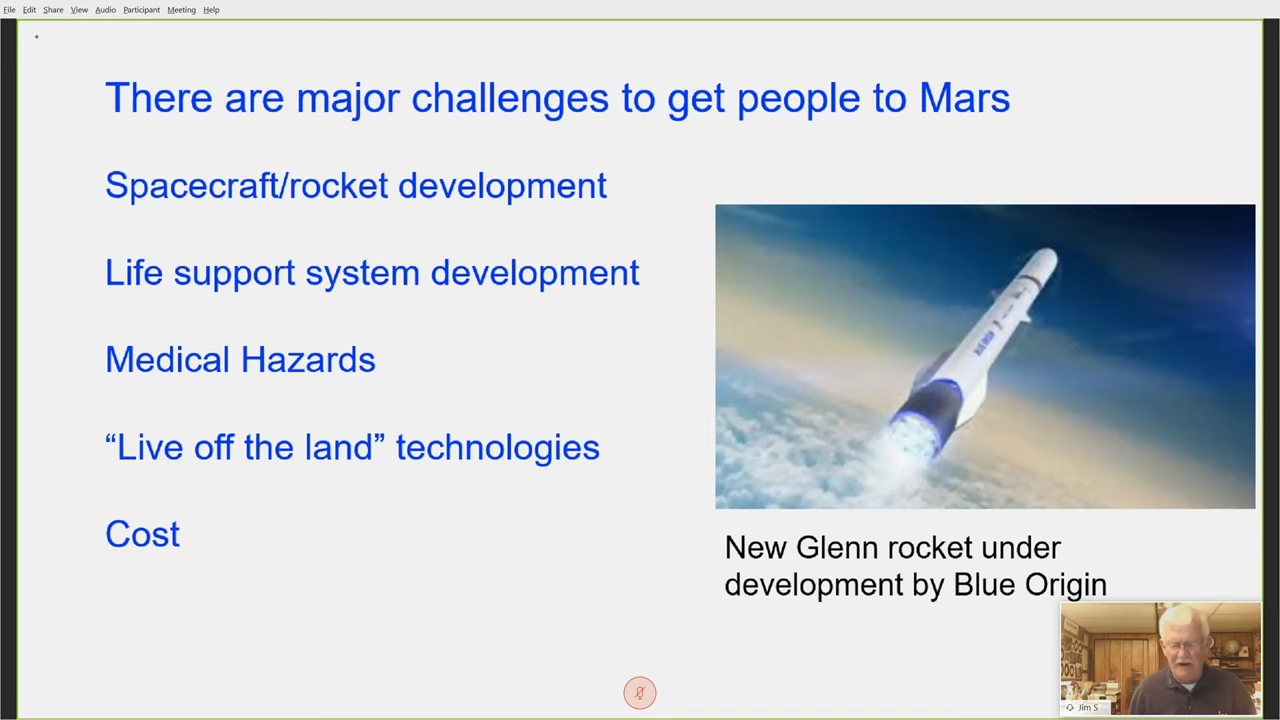 File Edit Share View Audio Participant Meeting Help
There are major challenges to get people to Mars
Spacecraft/rocket development
Life support system development
Medical Hazards
“Live off the land” technologies
Cost
BLUE ORIGIN
New Glenn rocket under
development by Blue Origin
Jim S